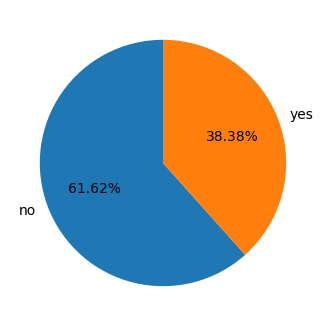 yes
38.38%
61.62%
no